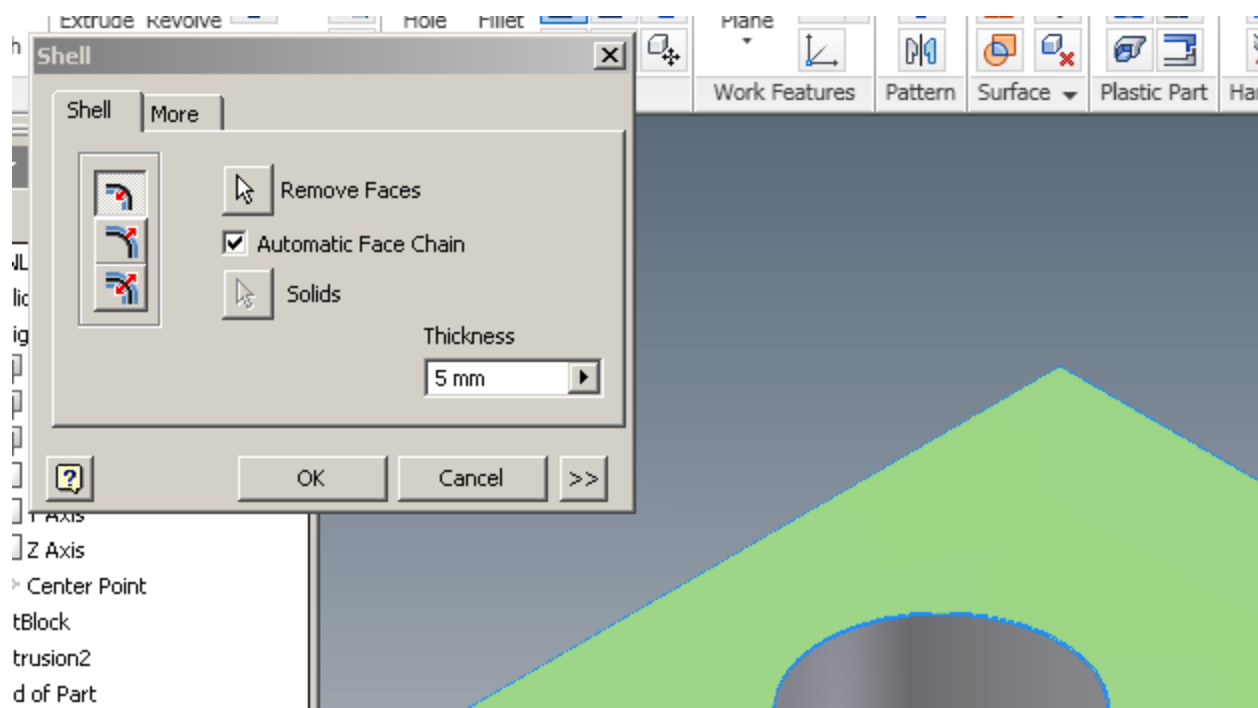 Extrude Revolve Hole Fillet Plane
Shell
Work Features Pattern Surface Plastic Part
Shell More
Remove Faces
Automatic Face Chain
Solids
Thickness
5 mm
OK Cancel >>
Y Axis
Z Axis
Center Point
tBlock
trusion2
d of Part